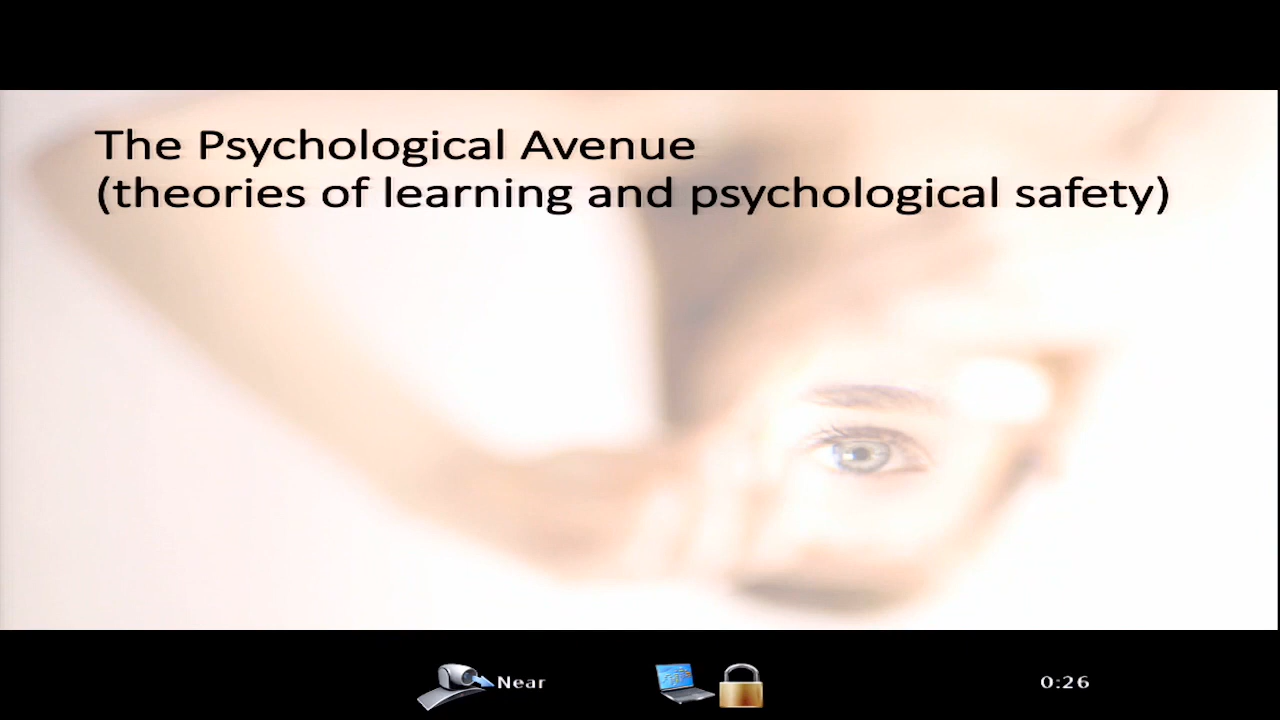 The Psychological Avenue
(theories of learning and psychological safety)
Near
0:26